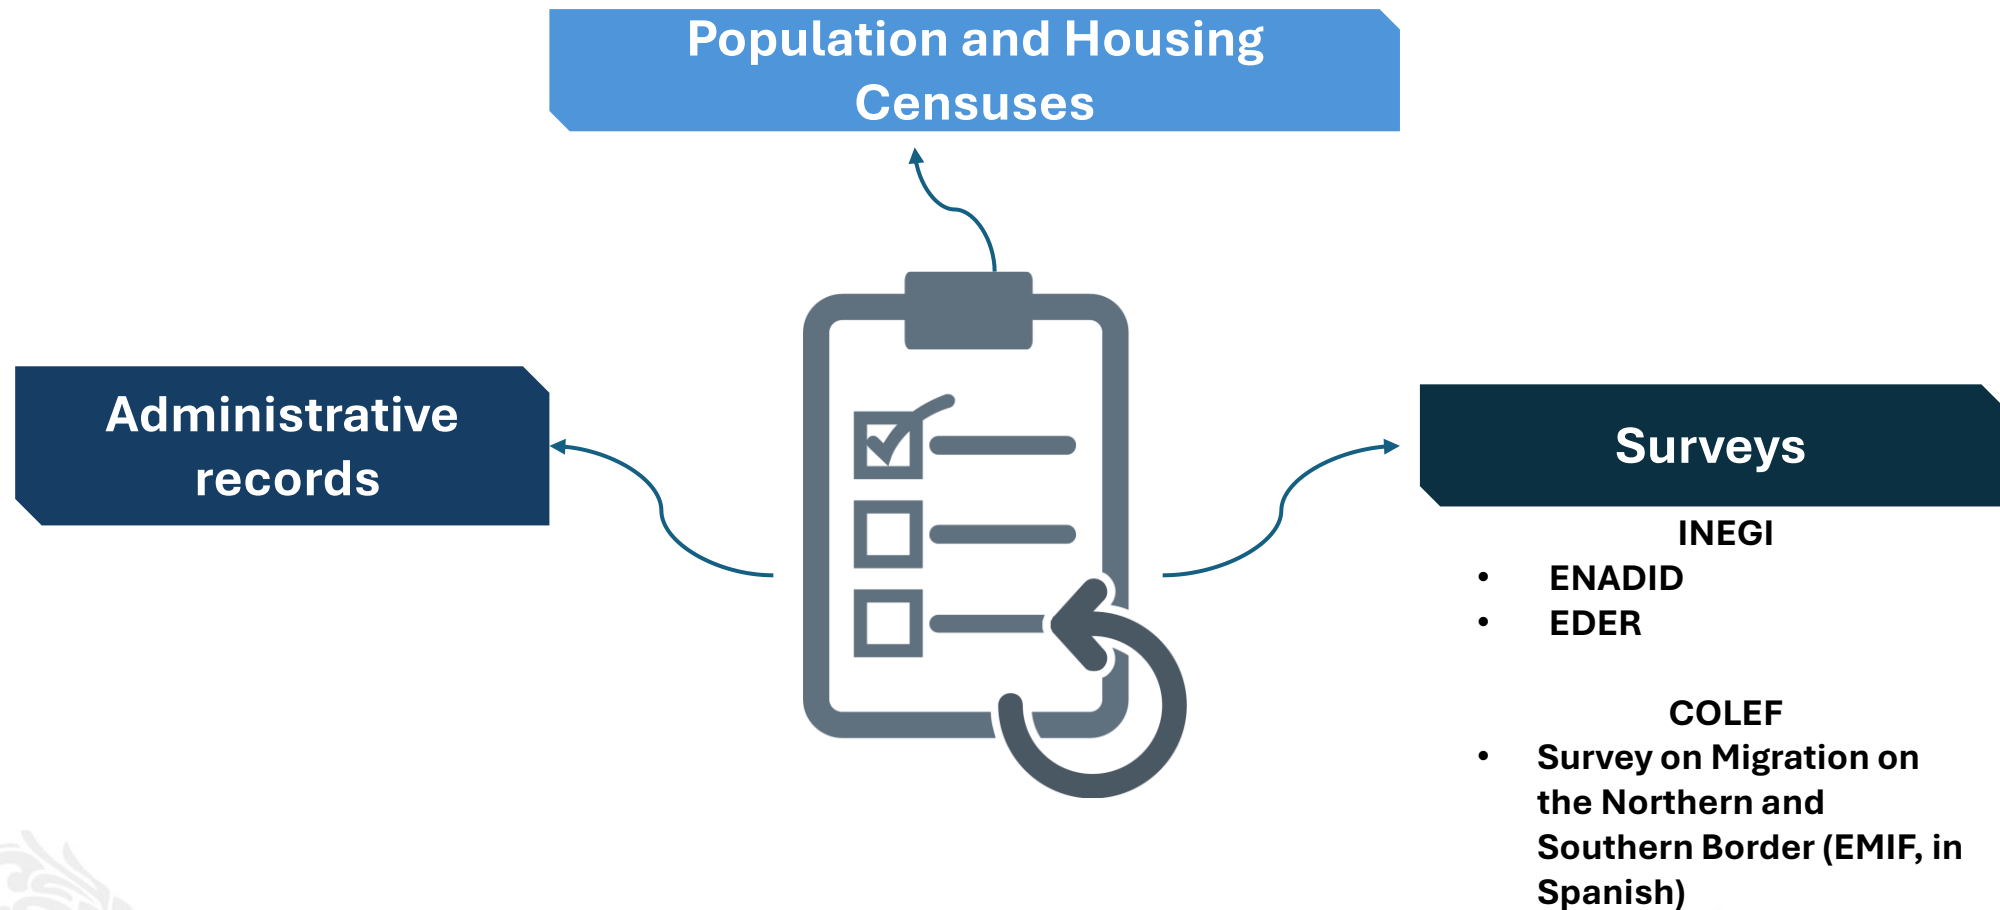 Population and Housing
Censuses
Administrative
records
Surveys
INEGI
• ENADID
• EDER
COLEF
• Survey on Migration on
the Northern and
Southern Border (EMIF, in
Spanish)